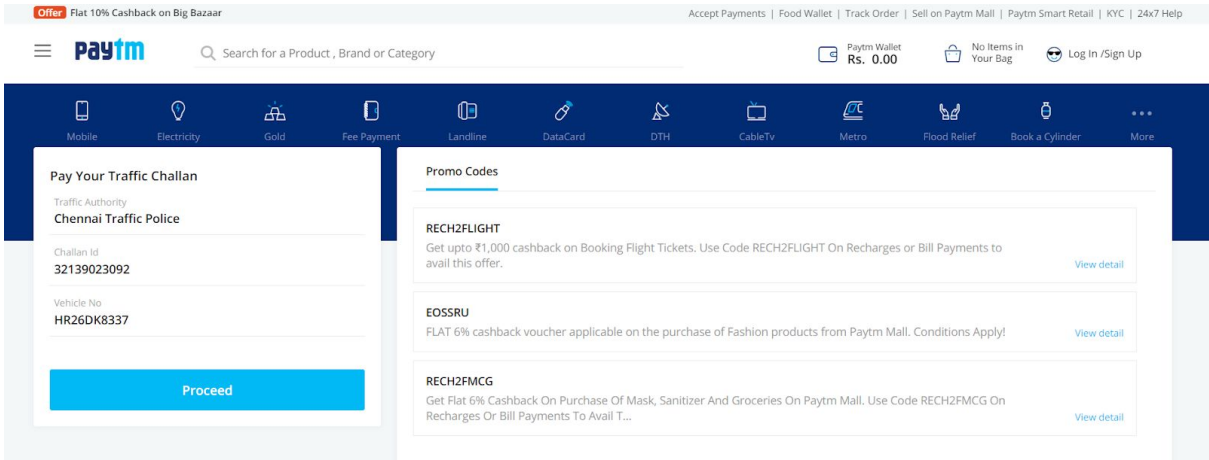 Offer Flat 10% Cashback on Big Bazaar
Accept Payments | Food Wallet | Track Order | Sell on Paytm Mall | Paytm Smart Retail | KYC | 24x7 Help
paytm
Search for a Product , Brand or Category
Paytm Wallet
Rs. 0.00
No Items in
Your Bag
Log In /Sign Up
Mobile
Electricity
Gold
Fee Payment
Landline
DataCard
DTH
CableTv
Metro
Flood Relief
Book a Cylinder
More
Pay Your Traffic Challan
Traffic Authority
Chennai Traffic Police
Challan Id
32139023092
Vehicle No
HR26DK8337
Proceed
Promo Codes
RECH2FLIGHT
Get upto ₹1,000 cashback on Booking Flight Tickets. Use Code RECH2FLIGHT On Recharges or Bill Payments to
avail this offer.
View detail
EOSSRU
FLAT 6% cashback voucher applicable on the purchase of Fashion products from Paytm Mall. Conditions Apply!
View detail
RECH2FMCG
Get Flat 6% Cashback On Purchase Of Mask, Sanitizer And Groceries On Paytm Mall. Use Code RECH2FMCG On
Recharges Or Bill Payments To Avail T...
View detail